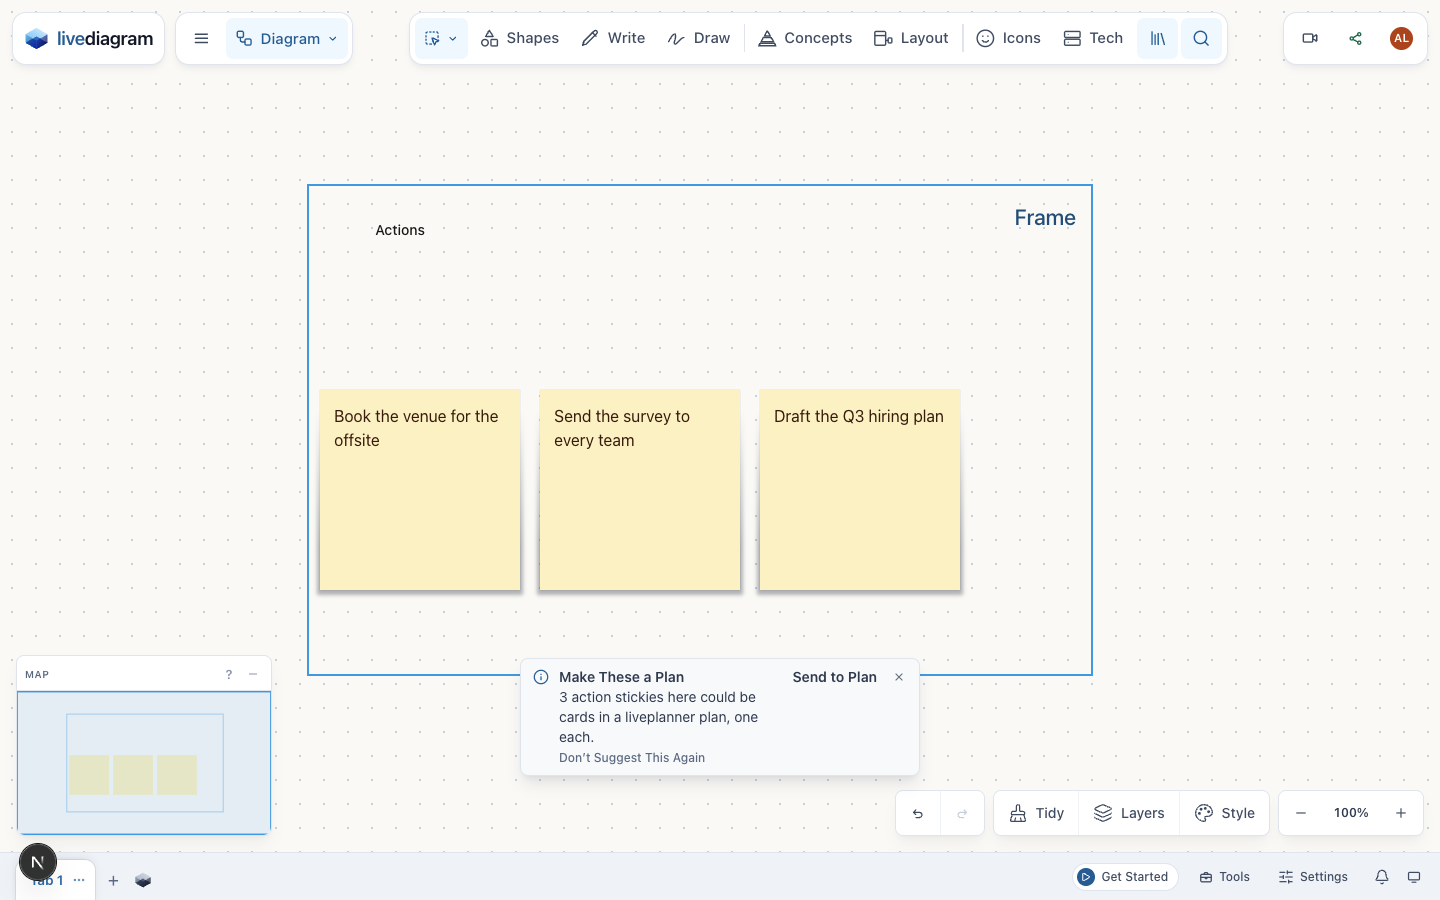 livediagram
Diagram
Shapes
Write
Draw
Concepts
Layout
Icons
Tech
AL
Frame
Actions
Book the venue for the
offsite
Send the survey to
every team
Draft the Q3 hiring plan
MAP
?
Make These a Plan
Send to Plan
3 action stickies here could be
cards in a liveplanner plan, one
each.
Don't Suggest This Again
Tidy
Layers
Style
100%
N
Tab 1
Get Started
Tools
Settings